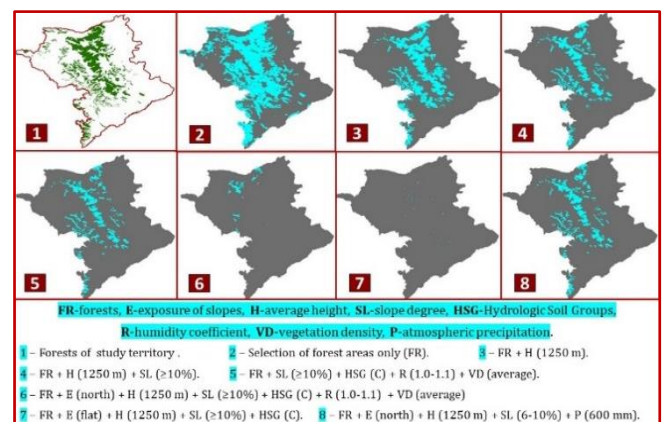 1
2
3
4
5
6
7
8
FR-forests, E-exposure of slopes, H-average height, SL-slope degree, HSG-Hydrologic Soil Groups,
R-humidity coefficient, VD-vegetation density, P-atmospheric precipitation.
1 – Forests of study territory . 2 – Selection of forest areas only (FR). 3 – FR + H (1250 m).
4 – FR + H (1250 m) + SL (≥10%). 5 – FR + SL (≥10%) + HSG (C) + R (1.0-1.1) + VD (average).
6 – FR + E (north) + H (1250 m) + SL (≥10%) + HSG (C) + R (1.0-1.1) + VD (average)
7 – FR + E (flat) + H (1250 m) + SL (≥10%) + HSG (C). 8 – FR + E (north) + H (1250 m) + SL (6-10%) + P (600 mm).